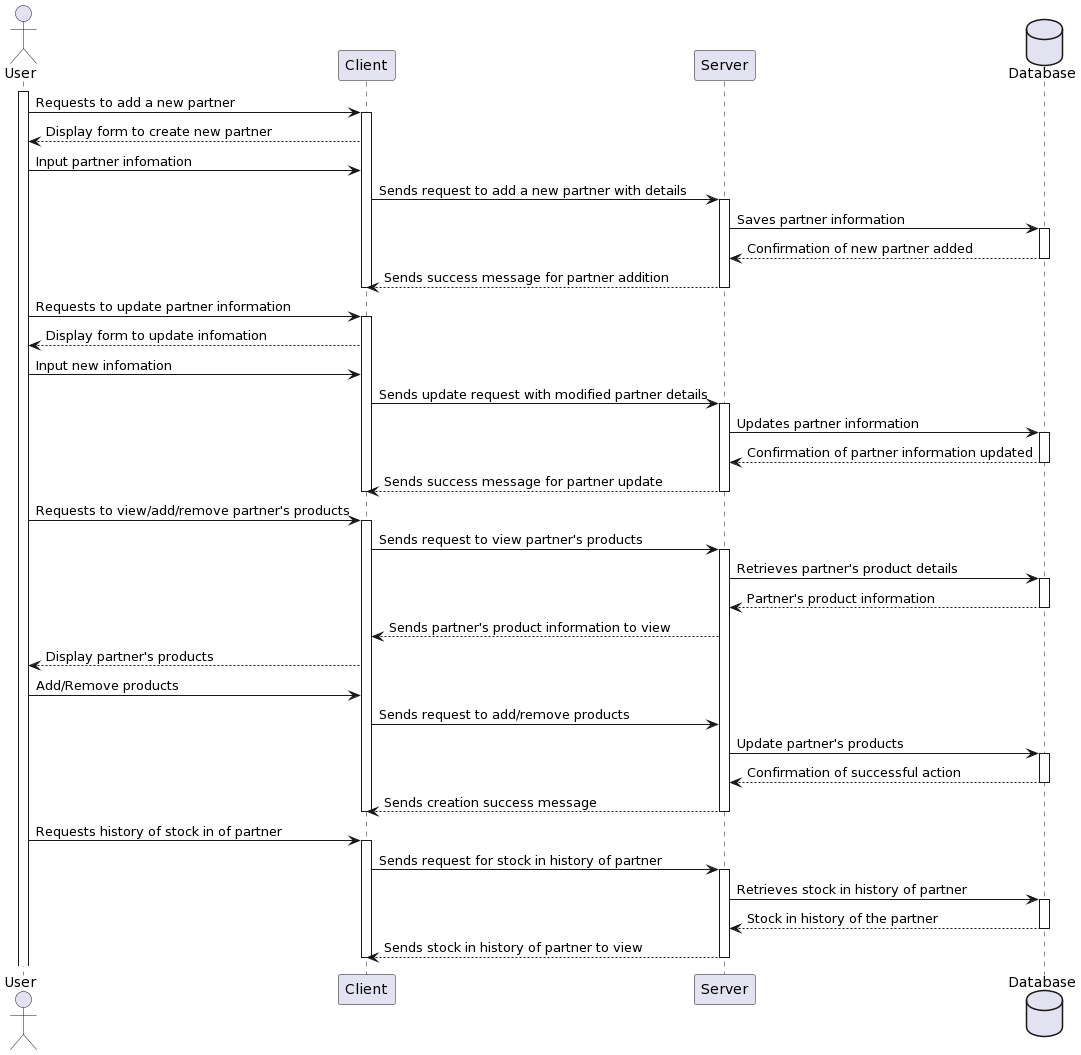 User
Client
Server
Database
Requests to add a new partner
Display form to create new partner
Input partner infomation
Sends request to add a new partner with details
Saves partner information
Confirmation of new partner added
Sends success message for partner addition
Requests to update partner information
Display form to update infomation
Input new infomation
Sends update request with modified partner details
Updates partner information
Confirmation of partner information updated
Sends success message for partner update
Requests to view/add/remove partner's products
Sends request to view partner's products
Retrieves partner's product details
Partner's product information
Sends partner's product information to view
Display partner's products
Add/Remove products
Sends request to add/remove products
Update partner's products
Confirmation of successful action
Sends creation success message
Requests history of stock in of partner
Sends request for stock in history of partner
Retrieves stock in history of partner
Stock in history of the partner
Sends stock in history of partner to view
User
Client
Server
Database